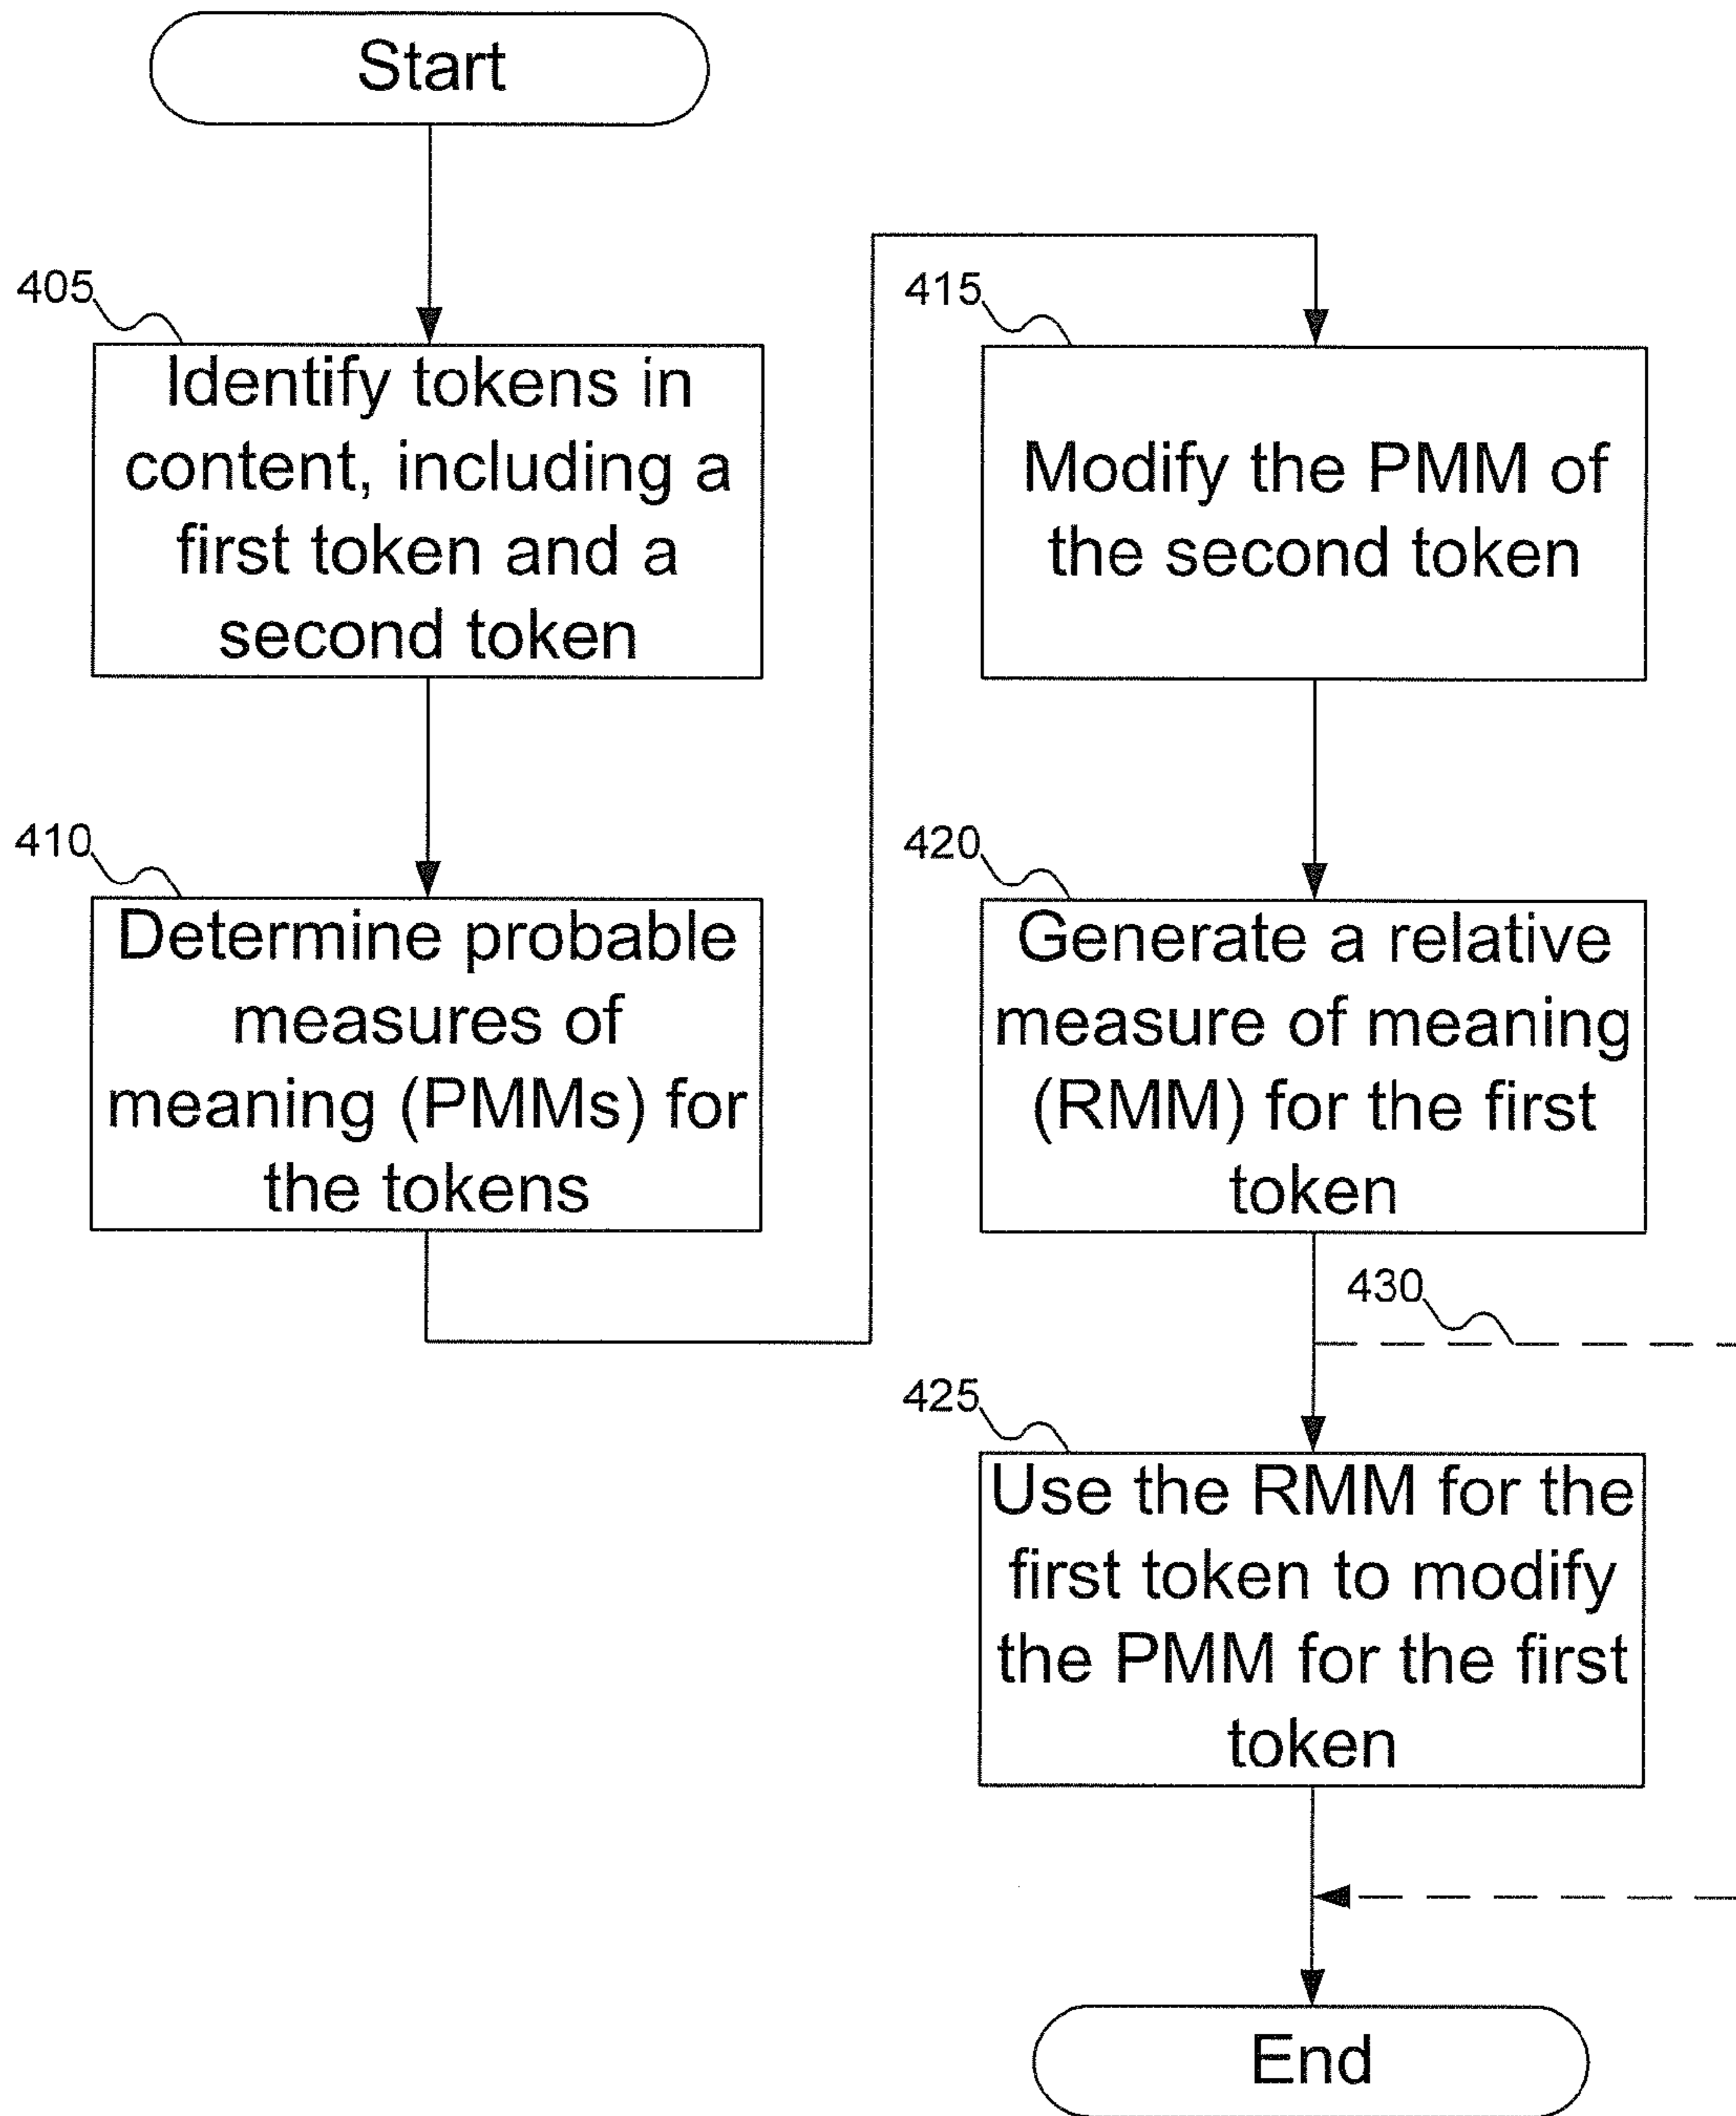 Start
405
Identify tokens in
content, including a
first token and a
second token
410
Determine probable
measures of
meaning (PMMs) for
the tokens
415
Modify the PMM of
the second token
420
Generate a relative
measure of meaning
(RMM) for the first
token
430
425
Use the RMM for the
first token to modify
the PMM for the first
token
End